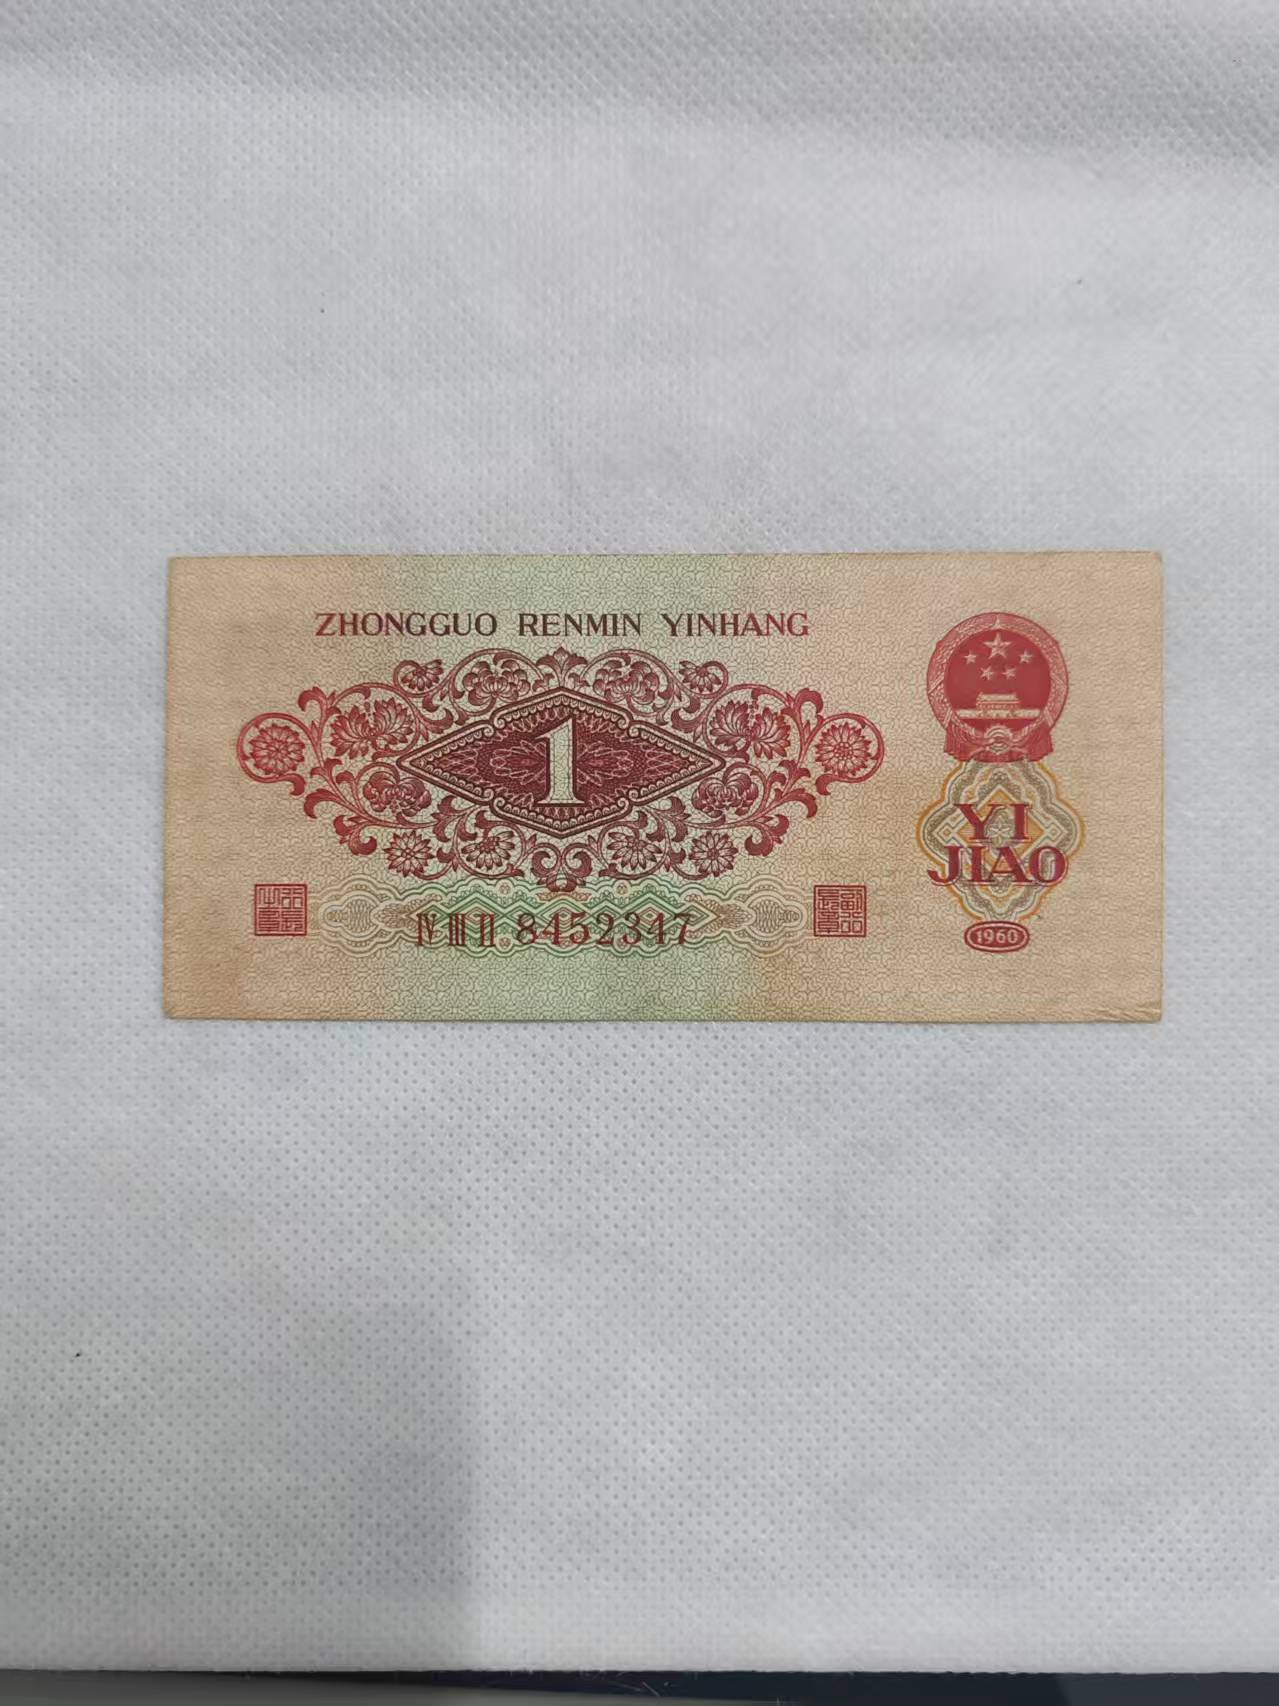 ZHONGGUO RENMIN YINHANG
1
YI
JIAO
Ⅳ Ⅲ Ⅱ 8452347
1960